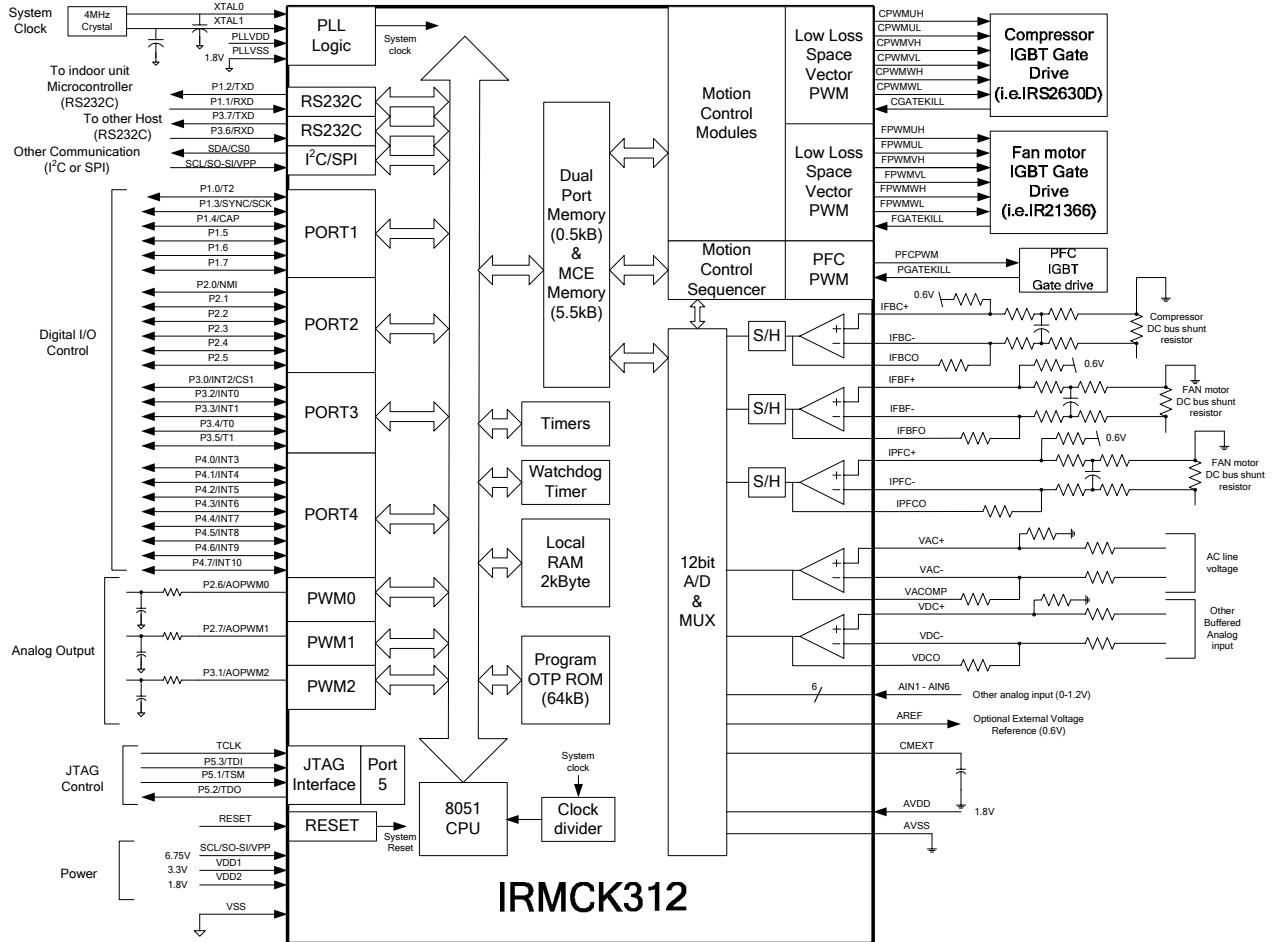 System
Clock
4MHz
Crystal
XTAL0
XTAL1
PLLVDD
PLLVSS
1.8V
PLL
Logic
System
clock
To indoor unit
Microcontroller
(RS232C)
P1.2/TXD
P1.1/RXD
RS232C
To other Host
(RS232C)
P3.7/TXD
P3.6/RXD
RS232C
Other Communication
(I²C or SPI)
SDA/CS0
SCL/SO-SI/VPP
I²C/SPI
Digital I/O
Control
P1.0/T2
P1.3/SYNC/SCK
P1.4/CAP
P1.5
P1.6
P1.7
PORT1
P2.0/NMI
P2.1
P2.2
P2.3
P2.4
P2.5
PORT2
P3.0/INT2/CS1
P3.2/INT0
P3.3/INT1
P3.4/T0
P3.5/T1
PORT3
P4.0/INT3
P4.1/INT4
P4.2/INT5
P4.3/INT6
P4.4/INT7
P4.5/INT8
P4.6/INT9
P4.7/INT10
PORT4
Analog Output
P2.6/AOPWM0
PWM0
P2.7/AOPWM1
PWM1
P3.1/AOPWM2
PWM2
JTAG
Control
TCLK
P5.3/TDI
P5.1/TSM
P5.2/TDO
JTAG
Interface
Port
5
RESET
RESET
System
Reset
Power
6.75V
SCL/SO-SI/VPP
3.3V
VDD1
1.8V
VDD2
VSS
Dual
Port
Memory
(0.5kB)
&
MCE
Memory
(5.5kB)
Timers
Watchdog
Timer
Local
RAM
2kByte
Program
OTP ROM
(64kB)
8051
CPU
System
clock
Clock
divider
Motion
Control
Modules
Motion
Control
Sequencer
Low Loss
Space
Vector
PWM
Low Loss
Space
Vector
PWM
PFC
PWM
CPWMUH
CPWMUL
CPWMVH
CPWMVL
CPWMWH
CPWMWL
CGATEKILL
Compressor
IGBT Gate
Drive
(i.e.IRS2630D)
FPWMUH
FPWMUL
FPWMVH
FPWMVL
FPWMWH
FPWMWL
FGATEKILL
Fan motor
IGBT Gate
Drive
(i.e.IR21366)
PFCPWM
PGATEKILL
PFC
IGBT
Gate drive
12bit
A/D
&
MUX
S/H
IFBC+
IFBC-
IFBCO
0.6V
Compressor
DC bus shunt
resistor
S/H
IFBF+
IFBF-
IFBFO
0.6V
FAN motor
DC bus shunt
resistor
S/H
IPFC+
IPFC-
IPFCO
0.6V
FAN motor
DC bus shunt
resistor
VAC+
VAC-
VACOMP
AC line
voltage
VDC+
VDC-
VDCO
Other
Buffered
Analog
input
6
AIN1 - AIN6
Other analog input (0-1.2V)
AREF
Optional External Voltage
Reference (0.6V)
CMEXT
AVDD
1.8V
AVSS
IRMCK312